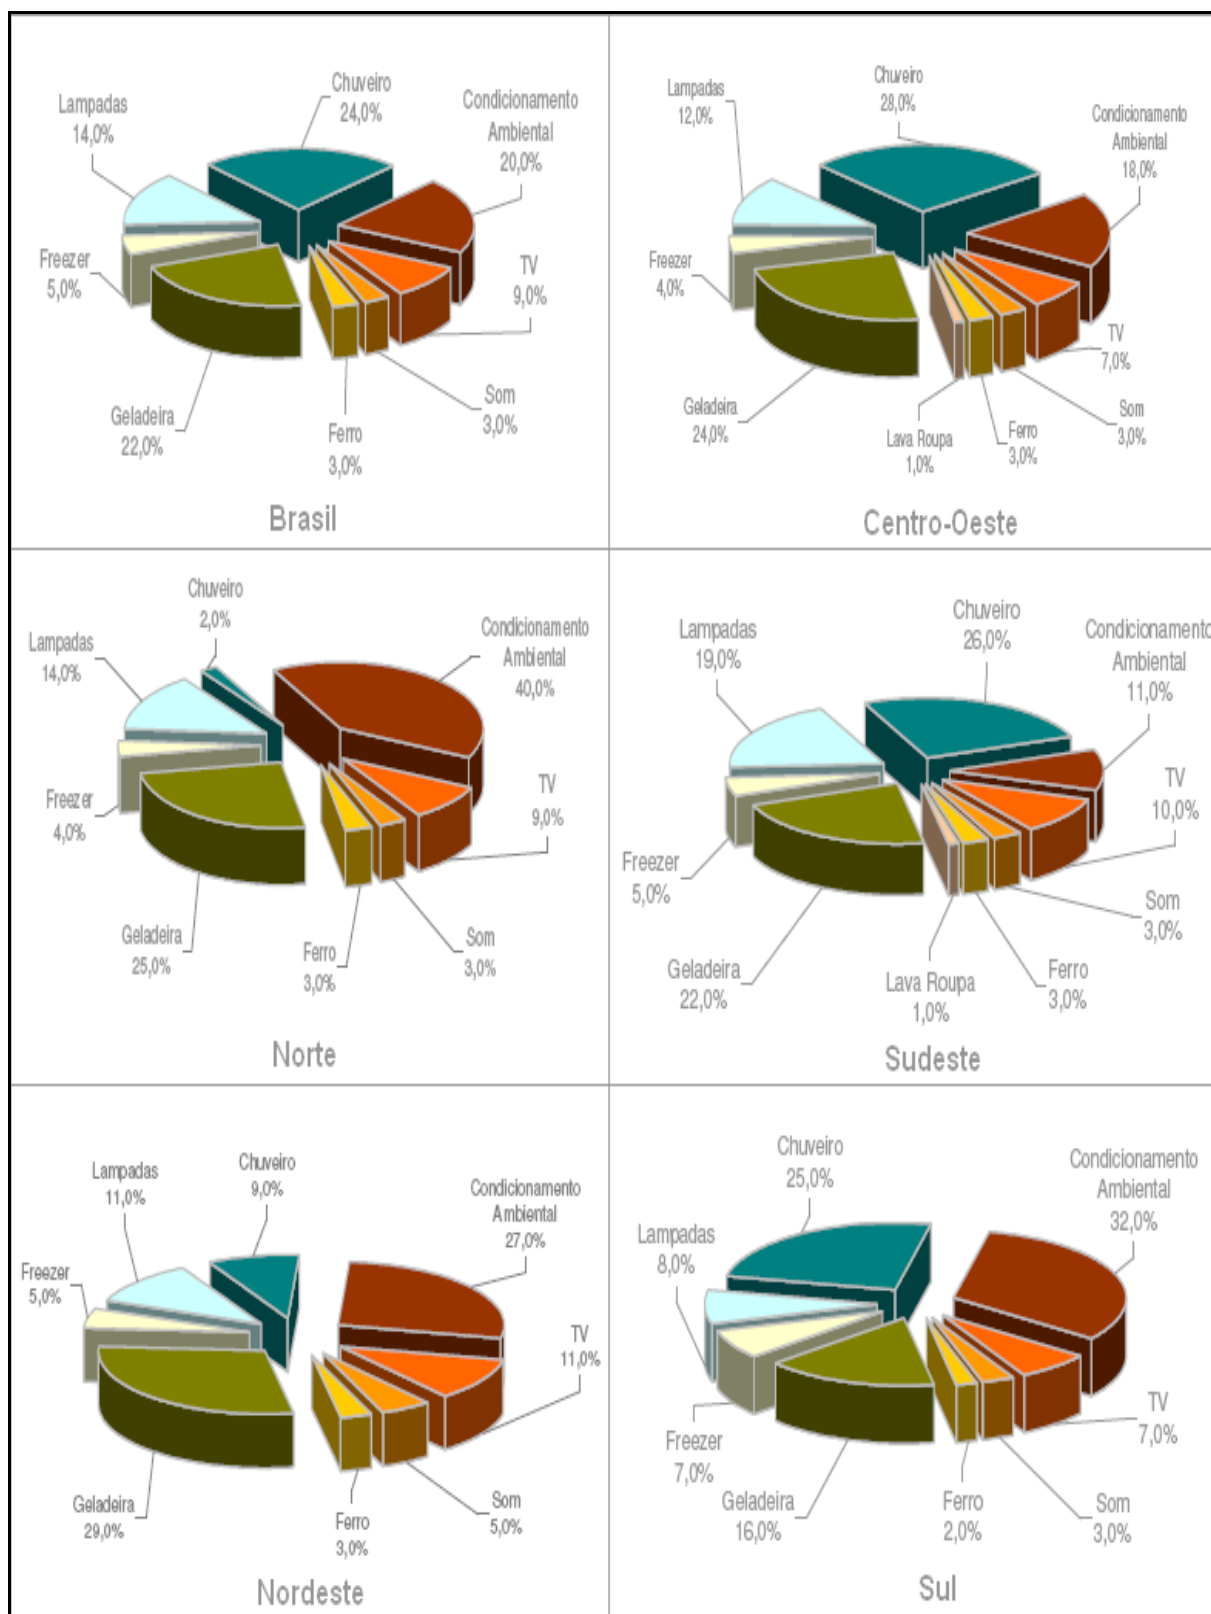 Chuveiro
24,0%
Condicionamento
Ambiental
20,0%
Lampadas
14,0%
Freezer
5,0%
TV
9,0%
Geladeira
22,0%
Ferro
3,0%
Som
3,0%
Brasil
Chuveiro
28,0%
Lampadas
12,0%
Condicionamento
Ambiental
18,0%
Freezer
4,0%
TV
7,0%
Geladeira
24,0%
Lava Roupa
1,0%
Ferro
3,0%
Som
3,0%
Centro-Oeste
Chuveiro
2,0%
Lampadas
14,0%
Condicionamento
Ambiental
40,0%
Freezer
4,0%
TV
9,0%
Geladeira
25,0%
Ferro
3,0%
Som
3,0%
Norte
Chuveiro
26,0%
Lampadas
19,0%
Condicionamento
Ambiental
11,0%
TV
10,0%
Freezer
5,0%
Som
3,0%
Geladeira
22,0%
Lava Roupa
1,0%
Ferro
3,0%
Sudeste
Chuveiro
9,0%
Lampadas
11,0%
Condicionamento
Ambiental
27,0%
Freezer
5,0%
TV
11,0%
Geladeira
29,0%
Ferro
3,0%
Som
5,0%
Nordeste
Chuveiro
25,0%
Condicionamento
Ambiental
32,0%
Lampadas
8,0%
TV
7,0%
Freezer
7,0%
Geladeira
16,0%
Ferro
2,0%
Som
3,0%
Sul